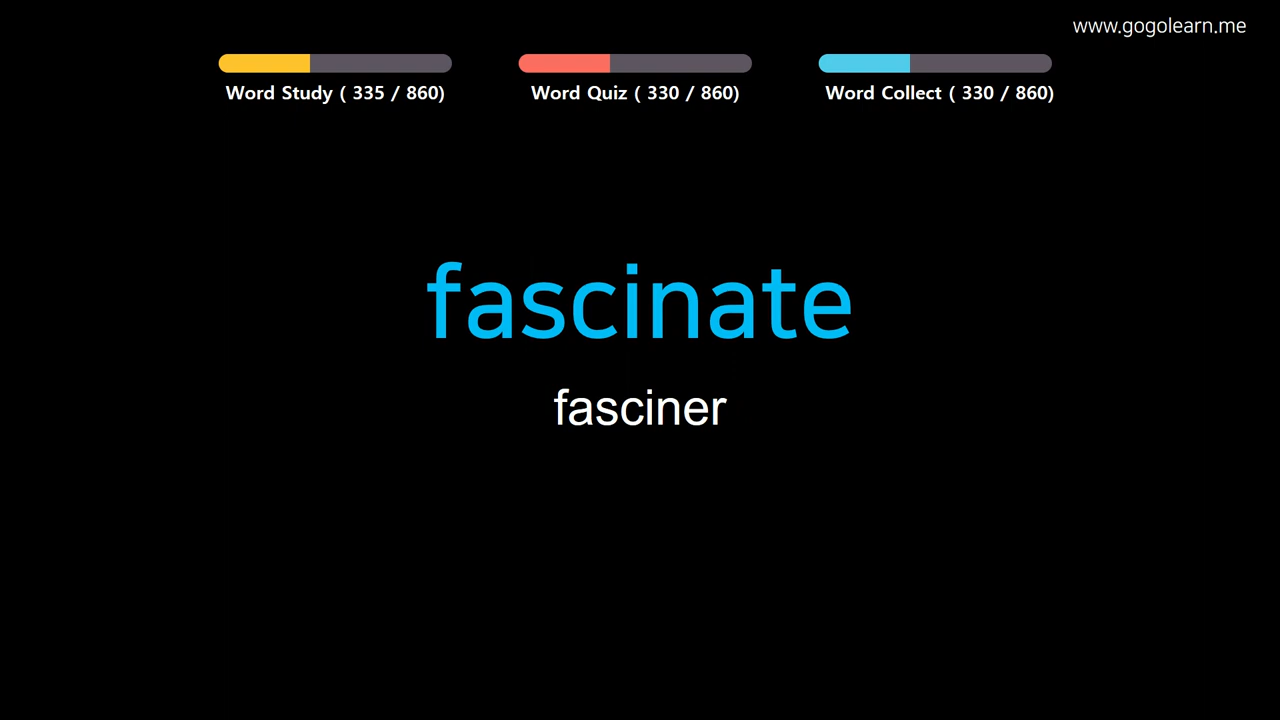 www.gogolearn.me
Word Study ( 335 / 860)
Word Quiz ( 330 / 860)
Word Collect ( 330 / 860)
fascinate
fasciner